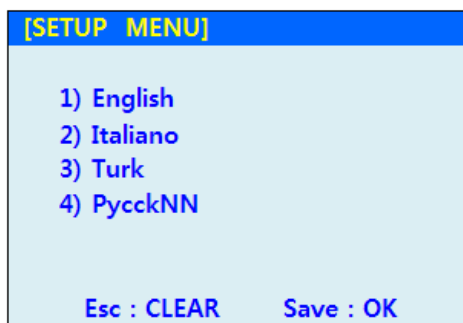 [SETUP MENU]
1) English
2) Italiano
3) Turk
4) PycckNN
Esc : CLEAR Save : OK